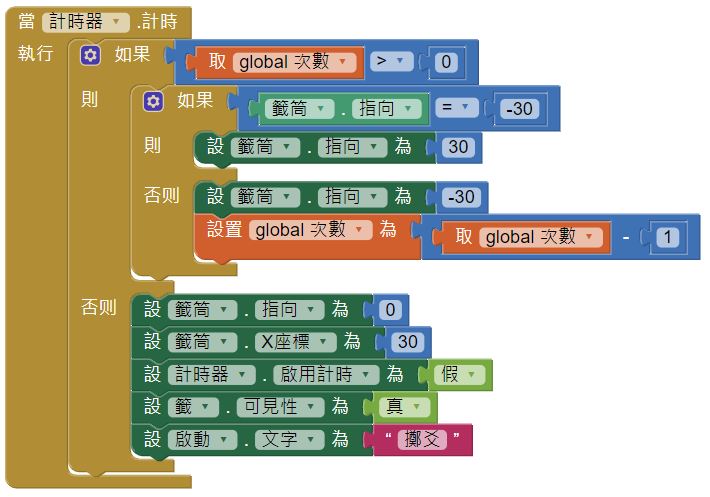 當 計時器 .計時
執行 如果 取 global 次數 > 0
則 如果 籤筒 . 指向 = -30
則 設 籤筒 . 指向 為 30
否則 設 籤筒 . 指向 為 -30
設置 global 次數 為 取 global 次數 - 1
否則 設 籤筒 . 指向 為 0
設 籤筒 . X座標 為 30
設 計時器 . 啟用計時 為 假
設 籤 . 可見性 為 真
設 啟動 . 文字 為 “ 擲爻 ”